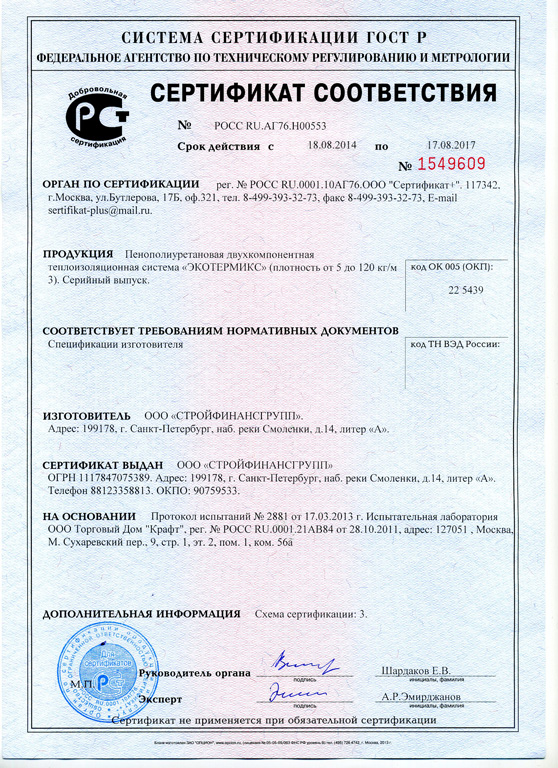 СИСТЕМА СЕРТИФИКАЦИИ ГОСТ Р
ФЕДЕРАЛЬНОЕ АГЕНТСТВО ПО ТЕХНИЧЕСКОМУ РЕГУЛИРОВАНИЮ И МЕТРОЛОГИИ
Добровольная
сертификация
СЕРТИФИКАТ СООТВЕТСТВИЯ
№ РОСС RU.АГ76.Н00553
Срок действия с 18.08.2014 по 17.08.2017
№ 1549609
ОРГАН ПО СЕРТИФИКАЦИИ рег. № РОСС RU.0001.10АГ76.ООО "Сертификат+". 117342,
г.Москва, ул.Бутлерова, 17Б, оф.321, тел. 8-499-393-32-73, факс 8-499-393-32-73, E-mail
sertifikat-plus@mail.ru.
ПРОДУКЦИЯ Пенополиуретановая двухкомпонентная
теплоизоляционная система «ЭКОТЕРМИКС» (плотность от 5 до 120 кг/м
3). Серийный выпуск.
код ОК 005 (ОКП):
22 5439
СООТВЕТСТВУЕТ ТРЕБОВАНИЯМ НОРМАТИВНЫХ ДОКУМЕНТОВ
Спецификации изготовителя
код ТН ВЭД России:
ИЗГОТОВИТЕЛЬ ООО «СТРОЙФИНАНСГРУПП».
Адрес: 199178, г. Санкт-Петербург, наб. реки Смоленки, д.14, литер «А».
СЕРТИФИКАТ ВЫДАН ООО «СТРОЙФИНАНСГРУПП»
ОГРН 1117847075389. Адрес: 199178, г. Санкт-Петербург, наб. реки Смоленки, д.14, литер «А».
Телефон 88123358813. ОКПО: 90759533.
НА ОСНОВАНИИ Протокол испытаний № 2881 от 17.03.2013 г. Испытательная лаборатория
ООО Торговый Дом "Крафт", рег. № РОСС RU.0001.21АВ84 от 28.10.2011, адрес: 127051 , Москва,
М. Сухаревский пер., 9, стр. 1, эт. 2, пом. 1, ком. 56а
ДОПОЛНИТЕЛЬНАЯ ИНФОРМАЦИЯ Схема сертификации: 3.
Для
сертификатов
М.П.
Руководитель органа
подпись
Шардаков Е.В.
инициалы, фамилия
Эксперт
подпись
А.Р.Эмирджанов
инициалы, фамилия
Сертификат не применяется при обязательной сертификации